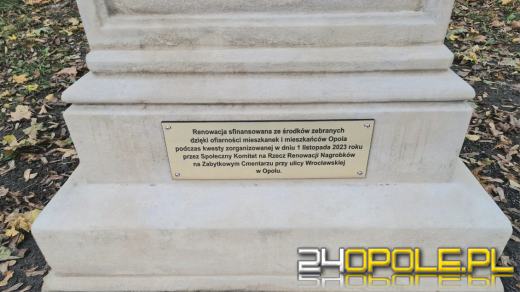 Renowacja sfinansowana ze środków zebranych
dzięki ofiarności mieszkanek i mieszkańców Opola
podczas kwesty zorganizowanej w dniu 1 listopada 2023 roku
przez Społeczny Komitet na Rzecz Renowacji Nagrobków
na Zabytkowym Cmentarzu przy ulicy Wrocławskiej
w Opolu.
24OPOLE.PL